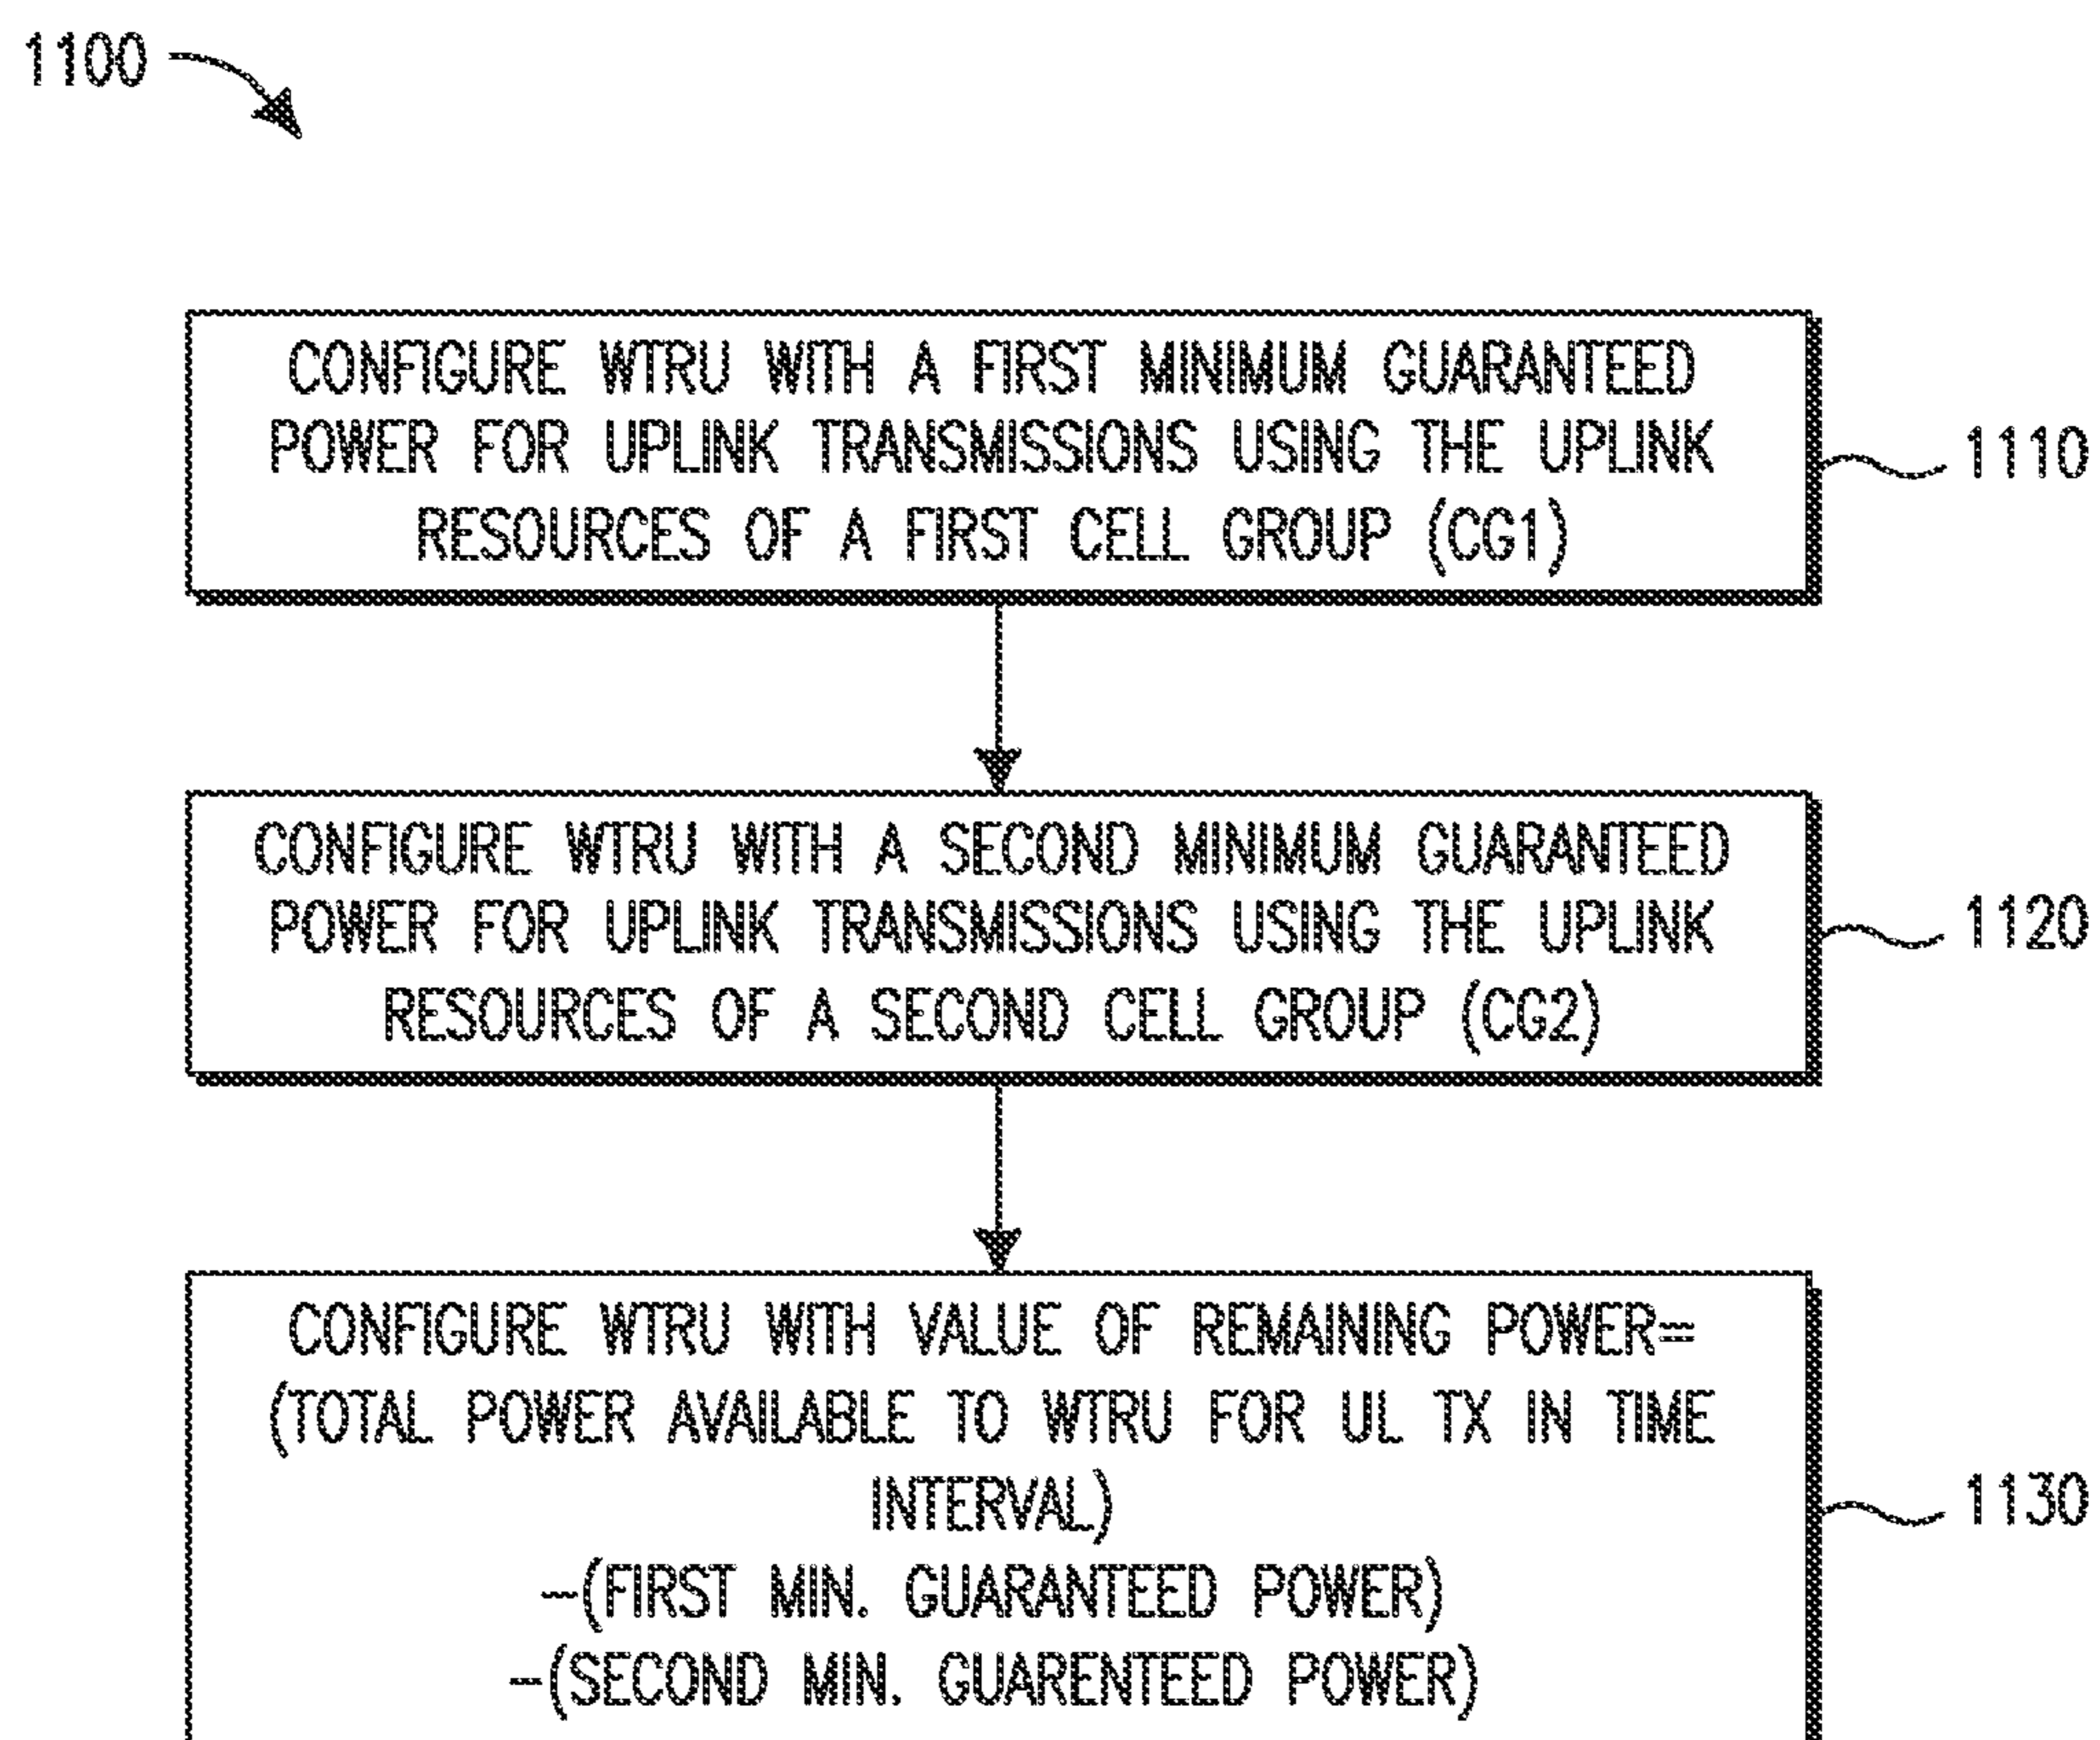 1100
CONFIGURE WTRU WITH A FIRST MINIMUM GUARANTEED
POWER FOR UPLINK TRANSMISSIONS USING THE UPLINK
RESOURCES OF A FIRST CELL GROUP (CG1)
1110
CONFIGURE WTRU WITH A SECOND MINIMUM GUARANTEED
POWER FOR UPLINK TRANSMISSIONS USING THE UPLINK
RESOURCES OF A SECOND CELL GROUP (CG2)
1120
CONFIGURE WTRU WITH VALUE OF REMAINING POWER=
(TOTAL POWER AVAILABLE TO WTRU FOR UL TX IN TIME
INTERVAL)
-(FIRST MIN. GUARANTEED POWER)
-(SECOND MIN. GUARENTEED POWER)
1130